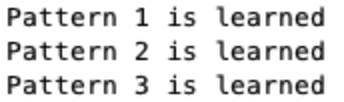 Pattern 1 is learned
Pattern 2 is learned
Pattern 3 is learned